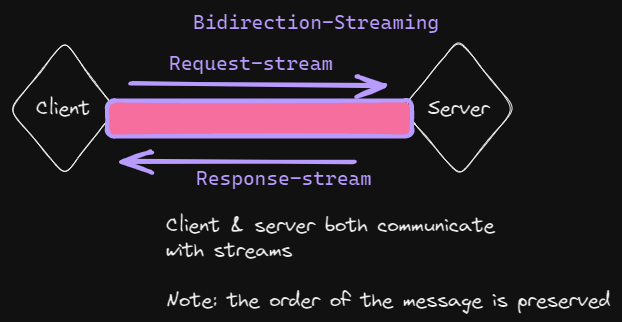 Bidirection-Streaming
Request-stream
Client
Server
Response-stream
Client & server both communicate
with streams
Note: the order of the message is preserved